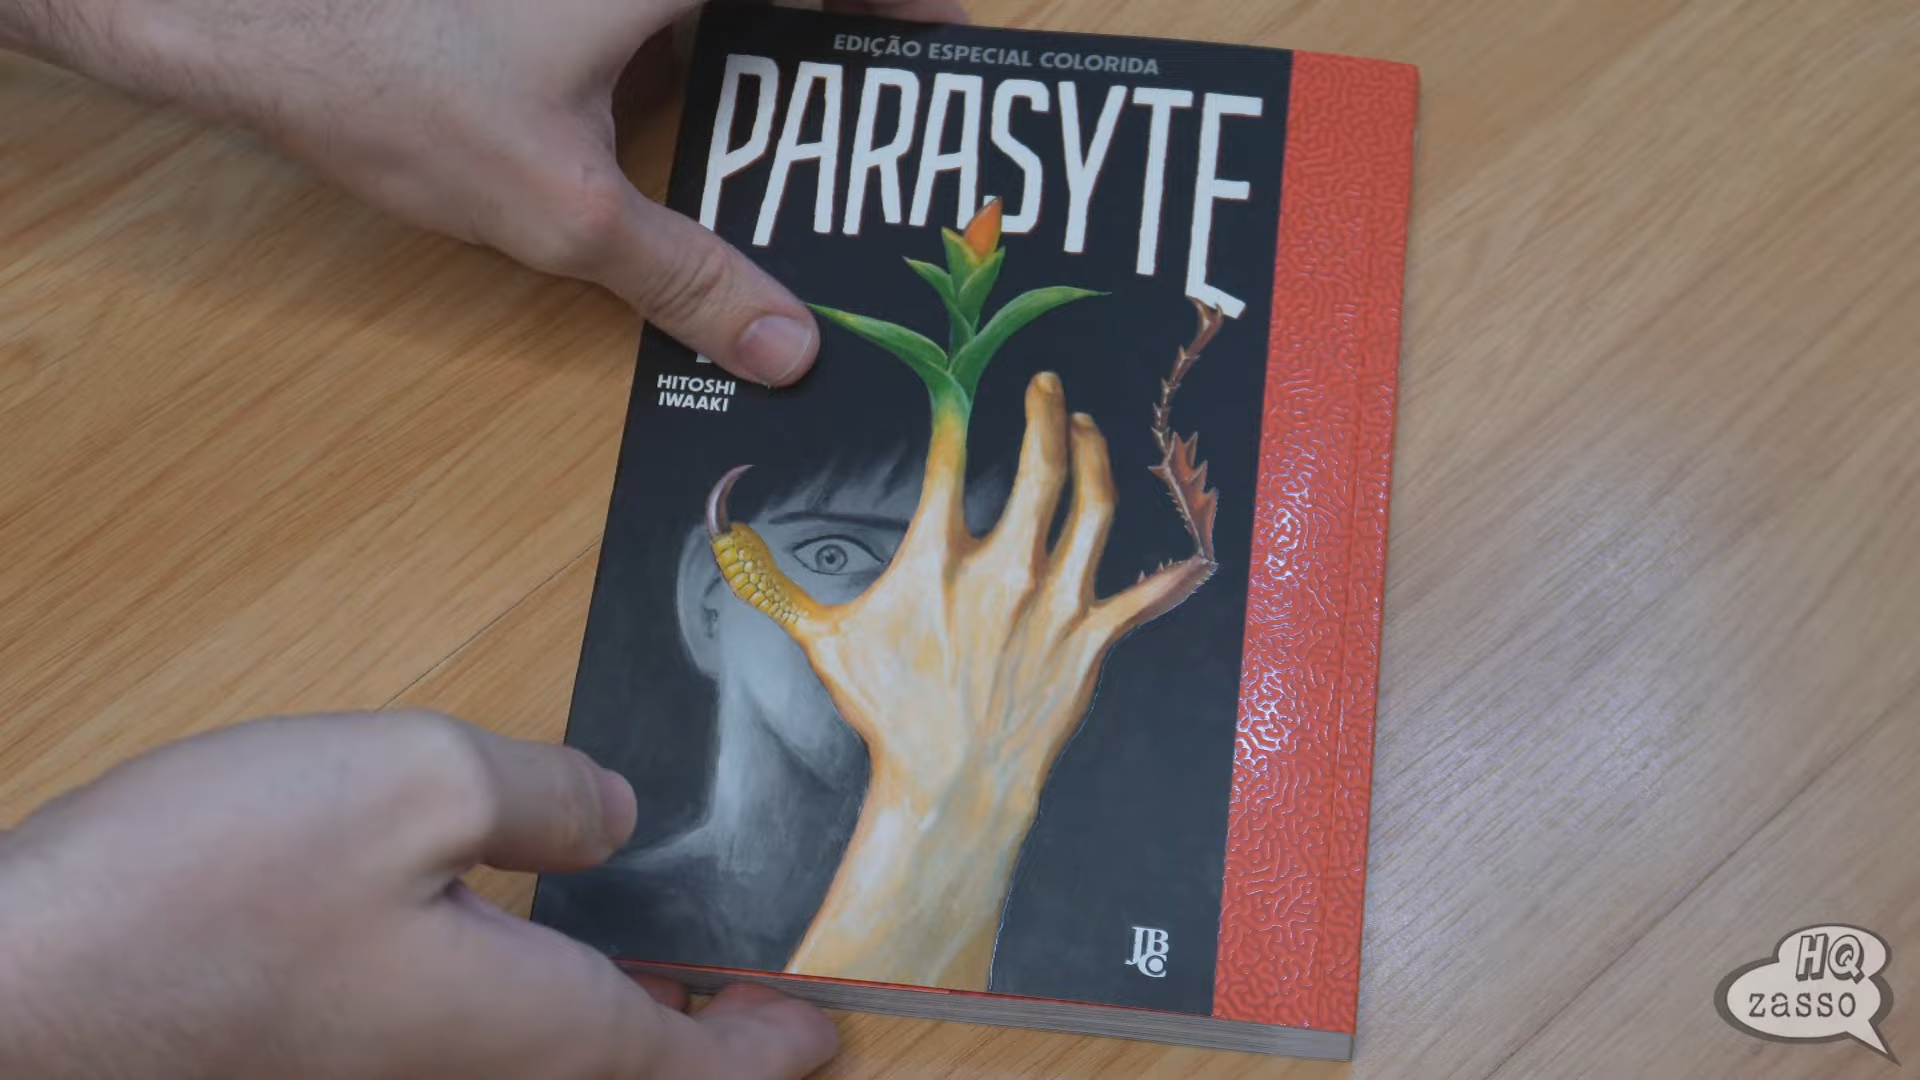 EDIÇÃO ESPECIAL COLORIDA
PARASYTE
HITOSHI
IWAAKI
JBC
HQ
zasso